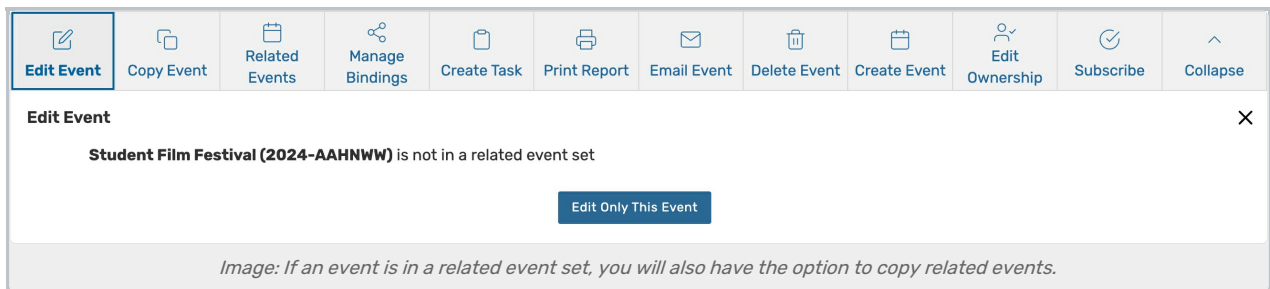 Edit Event
Copy Event
Related
Events
Manage
Bindings
Create Task
Print Report
Email Event
Delete Event
Create Event
Edit
Ownership
Subscribe
Collapse
Edit Event
Student Film Festival (2024-AAHNWW) is not in a related event set
Edit Only This Event
Image: If an event is in a related event set, you will also have the option to copy related events.